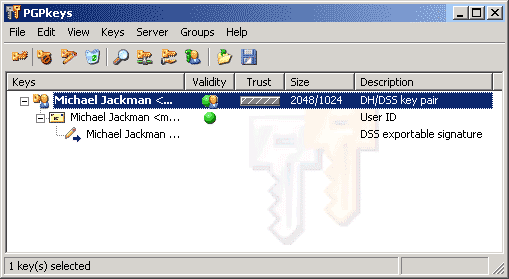 PGPkeys
File Edit View Keys Server Groups Help
Keys Validity Trust Size Description
Michael Jackman <... 2048/1024 DH/DSS key pair
Michael Jackman <m... User ID
Michael Jackman ... DSS exportable signature
1 key(s) selected